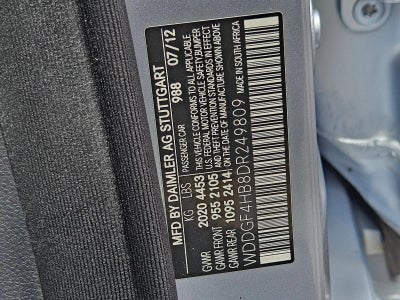 MFD BY DAIMLER AG STUTTGART
PASSENGER CAR 988 07/12
KG LBS THIS VEHICLE CONFORMS TO ALL APPLICABLE
GVWR 2020 4453 U.S. FEDERAL MOTOR VEHICLE SAFETY, BUMPER
GAWR FRONT 955 2105 AND THEFT PREVENTION STANDARDS IN EFFECT
GAWR REAR 1095 2414 ON THE DATE OF MANUFACTURE SHOWN ABOVE
WDDGF4HB8DR249809 MADE IN SOUTH AFRICA